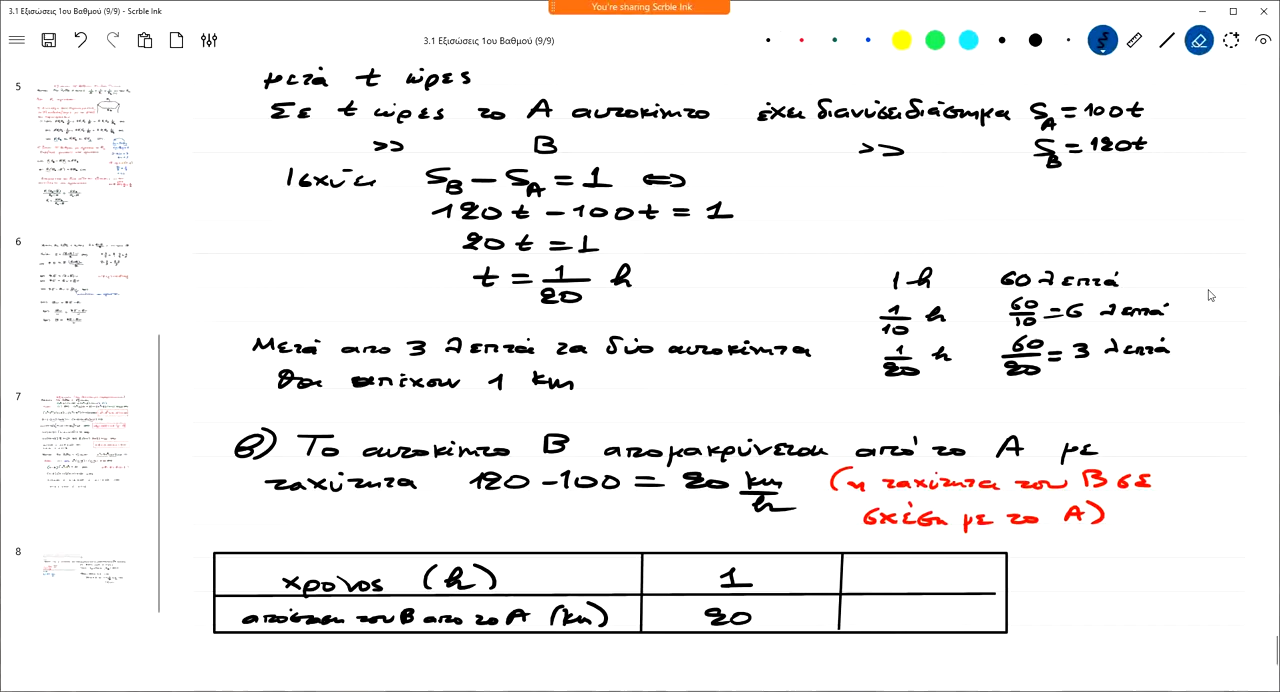 3.1 Εξισώσεις 1ου Βαθμού (9/9) - Scrble Ink
You're sharing Scrble Ink
3.1 Εξισώσεις 1ου Βαθμού (9/9)
5
6
7
8
μετά t ώρες
Σε t ώρες το A αυτοκίνητο έχει διανύσει διάστημα S_A = 100t
>> B >> S_B = 120t
Ισχύει S_B - S_A = 1 ⇔
120t - 100t = 1
20t = 1
t = 1/20 h
1 h 60 λεπτά
1/10 h 60/10 = 6 λεπτά
1/20 h 60/20 = 3 λεπτά
Μετά από 3 λεπτά τα δύο αυτοκίνητα
θα απέχουν 1 km
β) Το αυτοκίνητο B απομακρύνεται από το A με
ταχύτητα 120 - 100 = 20 km/h (η ταχύτητα του B σε
σχέση με το A)
χρόνος (h) 1
απόσταση του B απο το A (km) 20